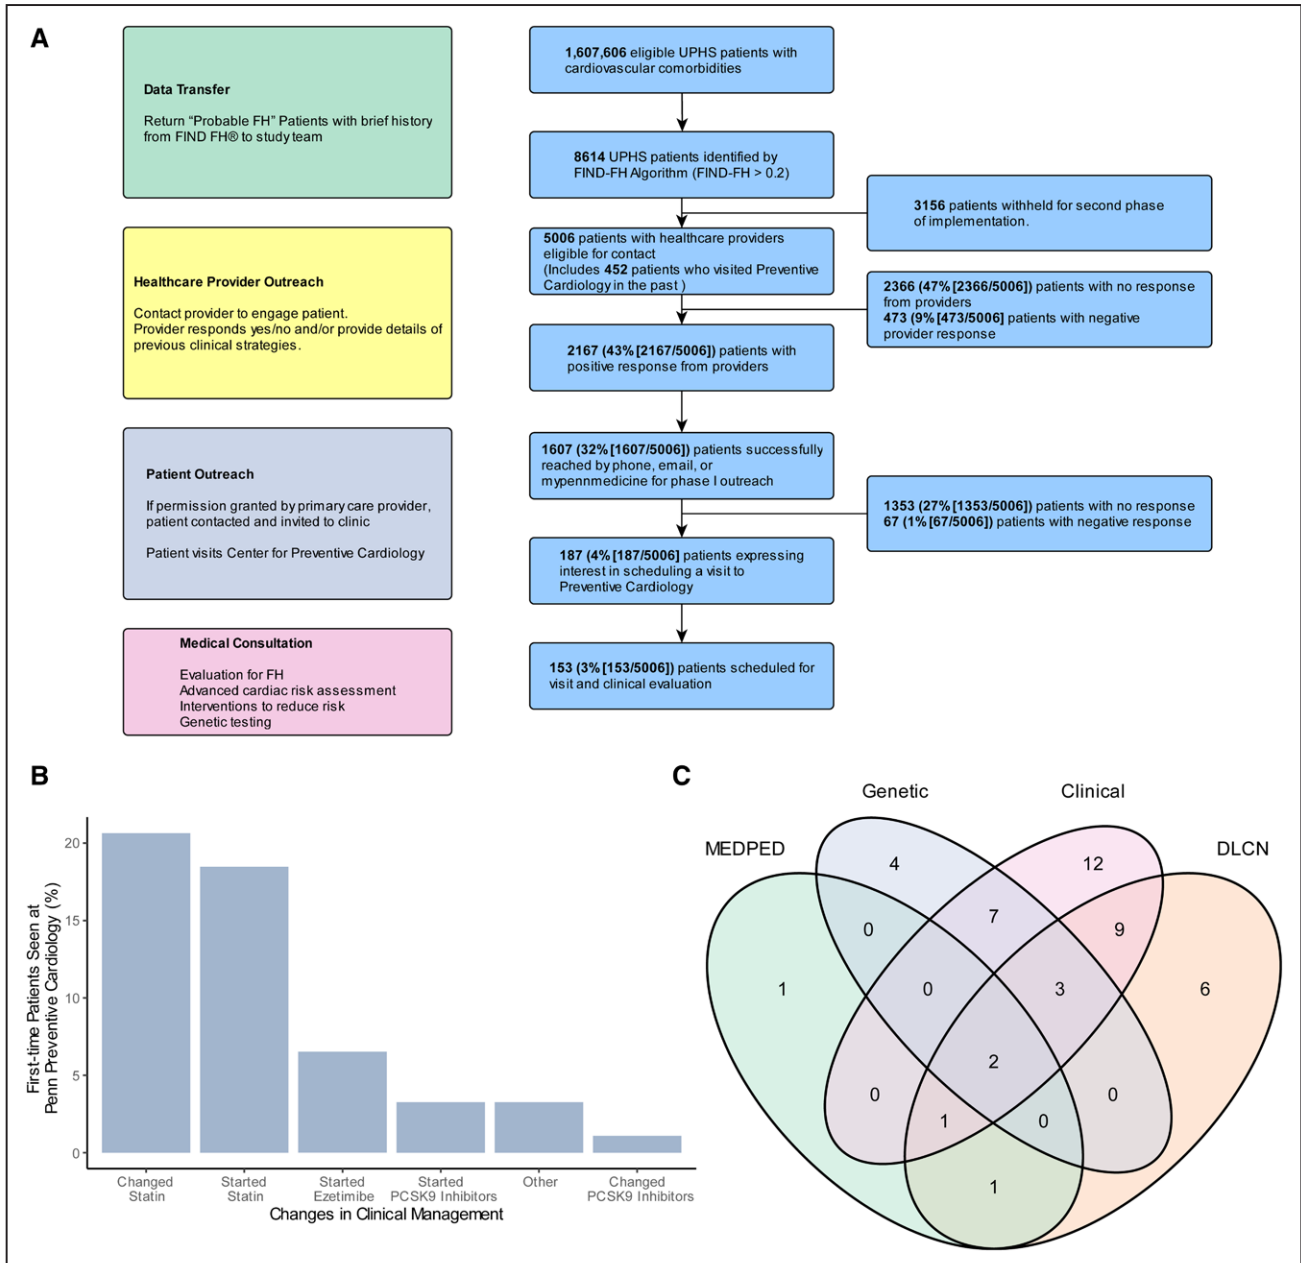 A
Data Transfer
Return “Probable FH” Patients with brief history
from FIND FH® to study team
Healthcare Provider Outreach
Contact provider to engage patient.
Provider responds yes/no and/or provide details of
previous clinical strategies.
Patient Outreach
If permission granted by primary care provider,
patient contacted and invited to clinic
Patient visits Center for Preventive Cardiology
Medical Consultation
Evaluation for FH
Advanced cardiac risk assessment
Interventions to reduce risk
Genetic testing
1,607,606 eligible UPHS patients with
cardiovascular comorbidities
8614 UPHS patients identified by
FIND-FH Algorithm (FIND-FH > 0.2)
3156 patients withheld for second phase
of implementation.
5006 patients with healthcare providers
eligible for contact
(Includes 452 patients who visited Preventive
Cardiology in the past )
2366 (47% [2366/5006]) patients with no response
from providers
473 (9% [473/5006] patients with negative
provider response
2167 (43% [2167/5006]) patients with
positive response from providers
1607 (32% [1607/5006]) patients successfully
reached by phone, email, or
mypennmedicine for phase I outreach
1353 (27% [1353/5006]) patients with no response
67 (1% [67/5006]) patients with negative response
187 (4% [187/5006] patients expressing
interest in scheduling a visit to
Preventive Cardiology
153 (3% [153/5006]) patients scheduled for
visit and clinical evaluation
B
First-time Patients Seen at
Penn Preventive Cardiology (%)
20
15
10
5
0
Changed
Statin
Started
Statin
Started
Ezetimibe
Started
PCSK9 Inhibitors
Other
Changed
PCSK9 Inhibitors
Changes in Clinical Management
C
Genetic
Clinical
MEDPED
DLCN
4
12
7
0
9
1
0
3
6
2
0
0
1
0
1